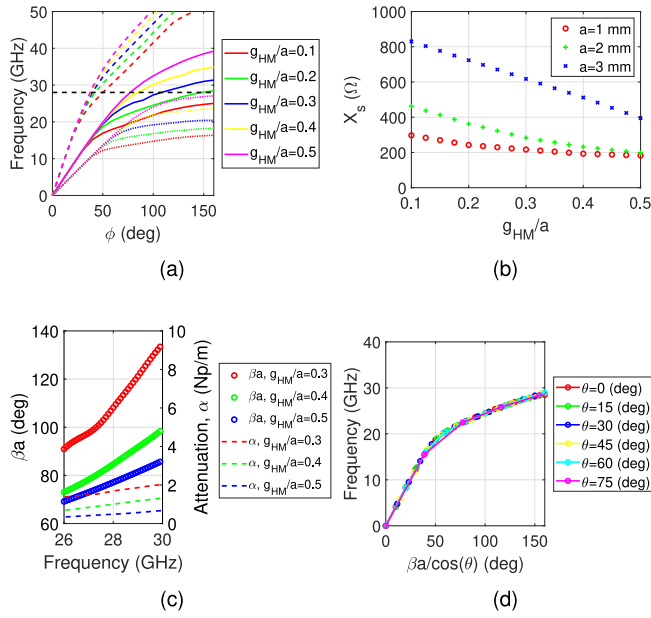 50
40
30
20
10
0
0 50 100 150
Frequency (GHz)
ϕ (deg)
g_HM/a=0.1
g_HM/a=0.2
g_HM/a=0.3
g_HM/a=0.4
g_HM/a=0.5
(a)
1000
800
600
400
200
0
0.1 0.2 0.3 0.4 0.5
X_s (Ω)
g_HM/a
a=1 mm
a=2 mm
a=3 mm
(b)
140
120
100
80
60
26 28 30
βa (deg)
Frequency (GHz)
10
8
6
4
2
0
Attenuation, α (Np/m)
βa, g_HM/a=0.3
βa, g_HM/a=0.4
βa, g_HM/a=0.5
α, g_HM/a=0.3
α, g_HM/a=0.4
α, g_HM/a=0.5
(c)
40
30
20
10
0
0 50 100 150
Frequency (GHz)
βa/cos(θ) (deg)
θ=0 (deg)
θ=15 (deg)
θ=30 (deg)
θ=45 (deg)
θ=60 (deg)
θ=75 (deg)
(d)